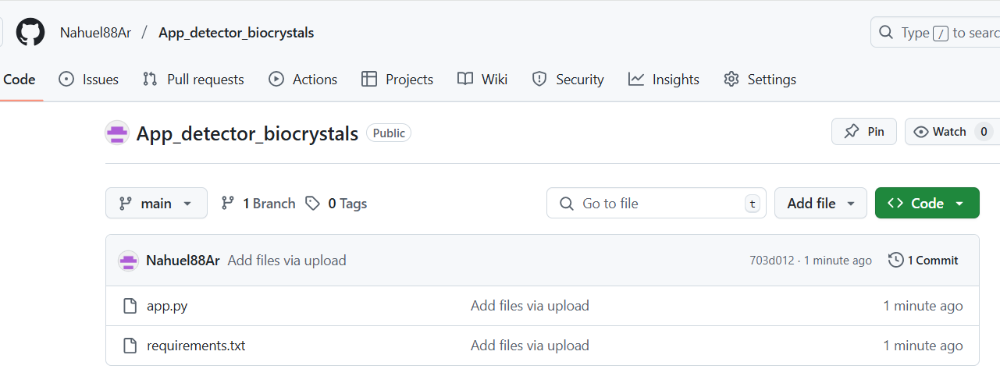 Nahuel88Ar / App_detector_biocrystals
Type / to searc
Code Issues Pull requests Actions Projects Wiki Security Insights Settings
App_detector_biocrystals Public
Pin Watch 0
main 1 Branch 0 Tags
Go to file t Add file Code
Nahuel88Ar Add files via upload 703d012 · 1 minute ago 1 Commit
app.py Add files via upload 1 minute ago
requirements.txt Add files via upload 1 minute ago